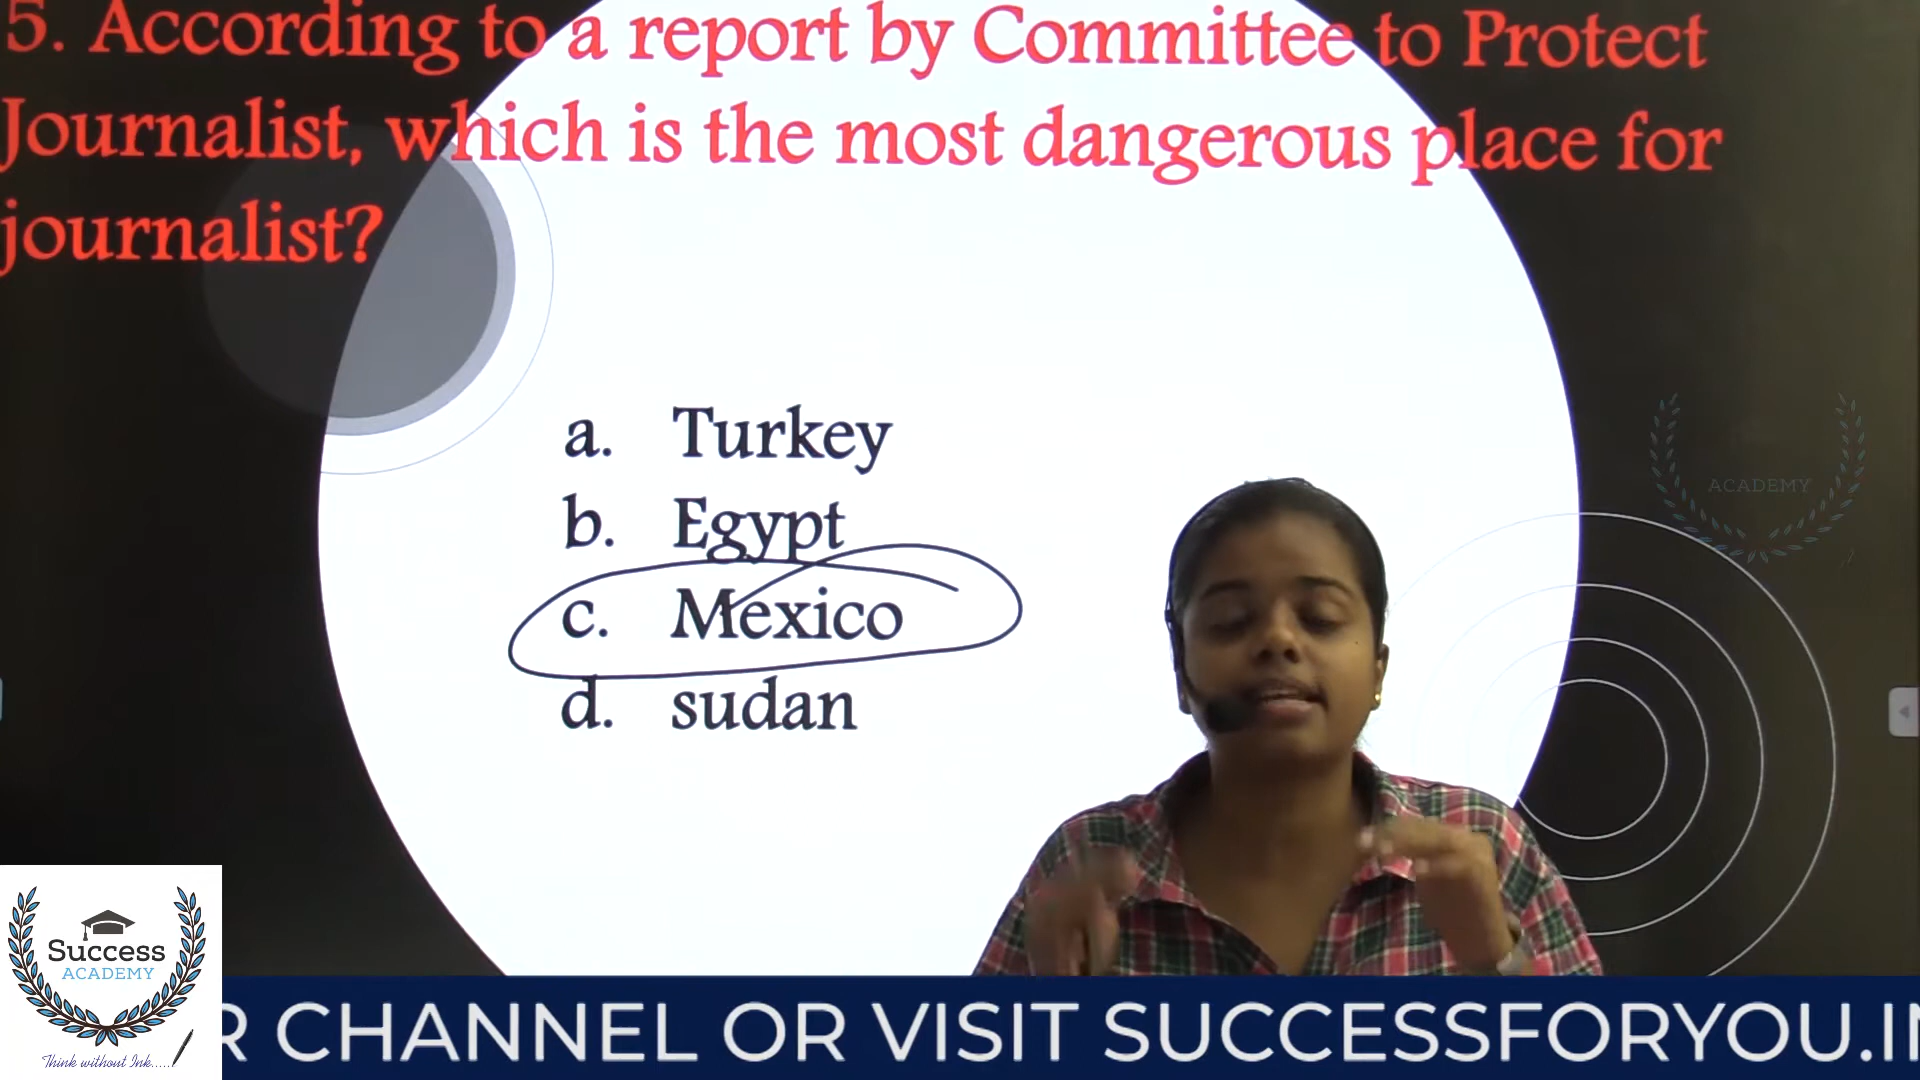 5. According to a report by Committee to Protect
Journalist, which is the most dangerous place for
journalist?
a. Turkey
b. Egypt
c. Mexico
d. sudan
ACADEMY
Success
ACADEMY
Think without Ink.....
R CHANNEL OR VISIT SUCCESSFORYOU.IN